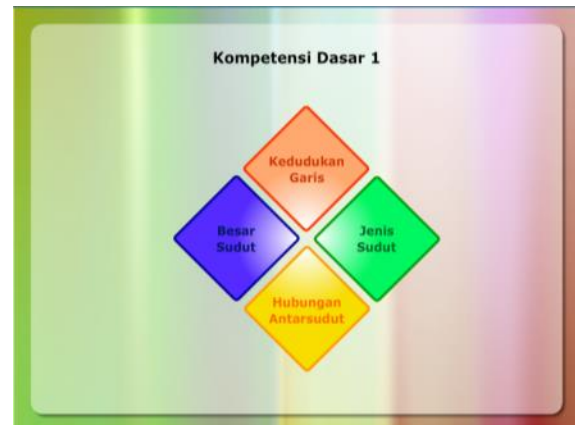 Kompetensi Dasar 1
Kedudukan
Garis
Besar
Sudut
Jenis
Sudut
Hubungan
Antarsudut